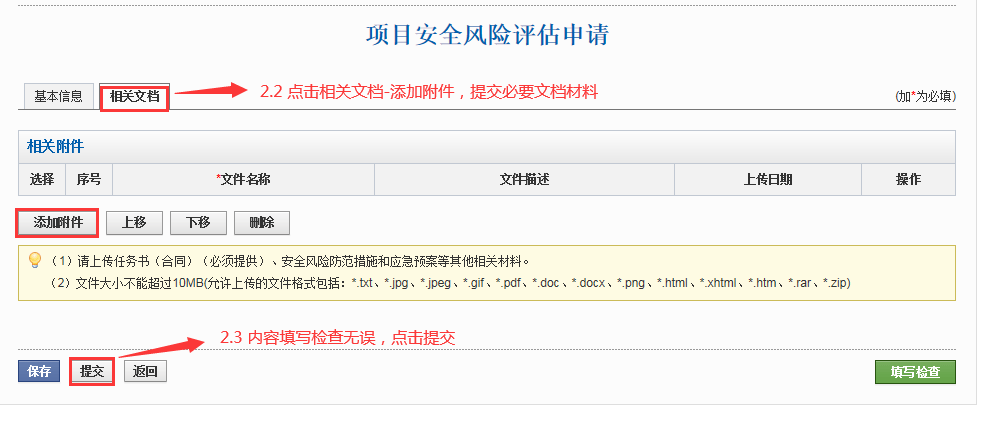 项目安全风险评估申请
基本信息 相关文档 2.2 点击相关文档-添加附件，提交必要文档材料 (加*为必填)
相关附件
选择 序号 *文件名称 文件描述 上传日期 操作
添加附件 上移 下移 删除
（1）请上传任务书（合同）（必须提供）、安全风险防范措施和应急预案等其他相关材料。
（2）文件大小不能超过10MB(允许上传的文件格式包括：*.txt、*.jpg、*.jpeg、*.gif、*.pdf、*.doc、*.docx、*.png、*.html、*.xhtml、*.htm、*.rar、*.zip)
2.3 内容填写检查无误，点击提交
保存 提交 返回 填写检查